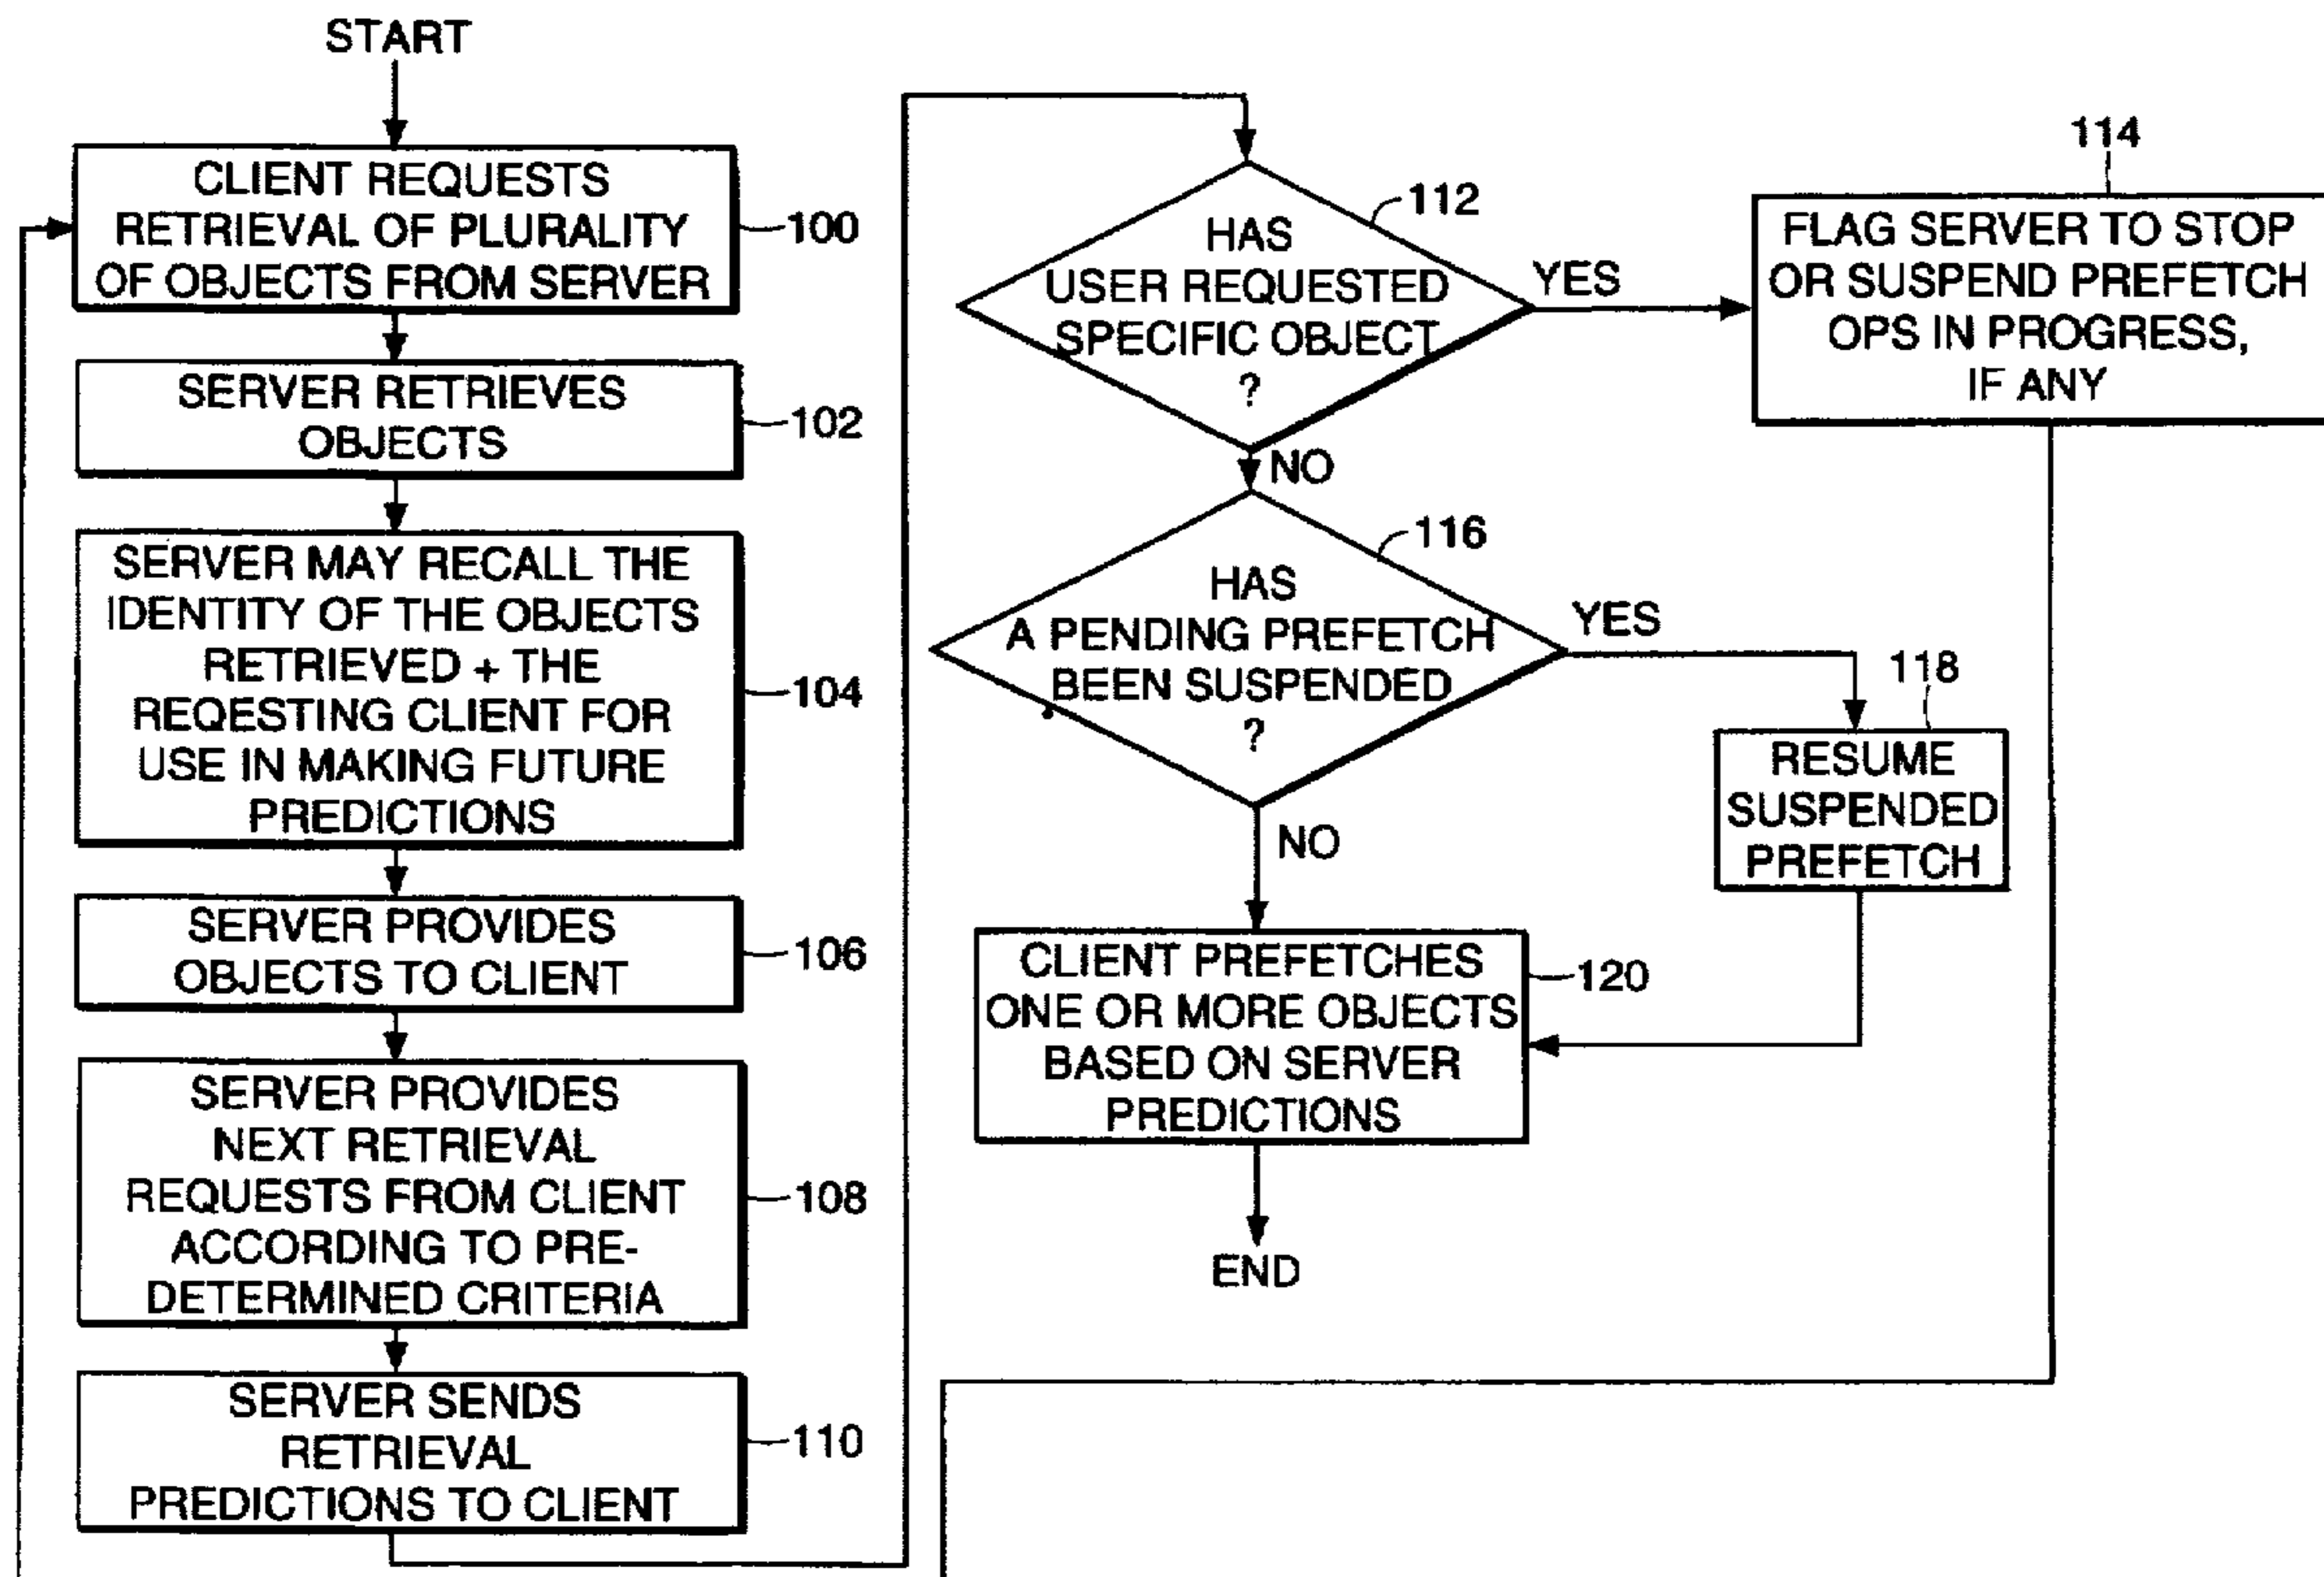 START
CLIENT REQUESTS
RETRIEVAL OF PLURALITY
OF OBJECTS FROM SERVER
100
SERVER RETRIEVES
OBJECTS
102
SERVER MAY RECALL THE
IDENTITY OF THE OBJECTS
RETRIEVED + THE
REQESTING CLIENT FOR
USE IN MAKING FUTURE
PREDICTIONS
104
SERVER PROVIDES
OBJECTS TO CLIENT
106
SERVER PROVIDES
NEXT RETRIEVAL
REQUESTS FROM CLIENT
ACCORDING TO PRE-
DETERMINED CRITERIA
108
SERVER SENDS
RETRIEVAL
PREDICTIONS TO CLIENT
110
HAS
USER REQUESTED
SPECIFIC OBJECT
?
112
YES
NO
114
FLAG SERVER TO STOP
OR SUSPEND PREFETCH
OPS IN PROGRESS,
IF ANY
HAS
A PENDING PREFETCH
BEEN SUSPENDED
?
116
YES
NO
118
RESUME
SUSPENDED
PREFETCH
CLIENT PREFETCHES
ONE OR MORE OBJECTS
BASED ON SERVER
PREDICTIONS
120
END